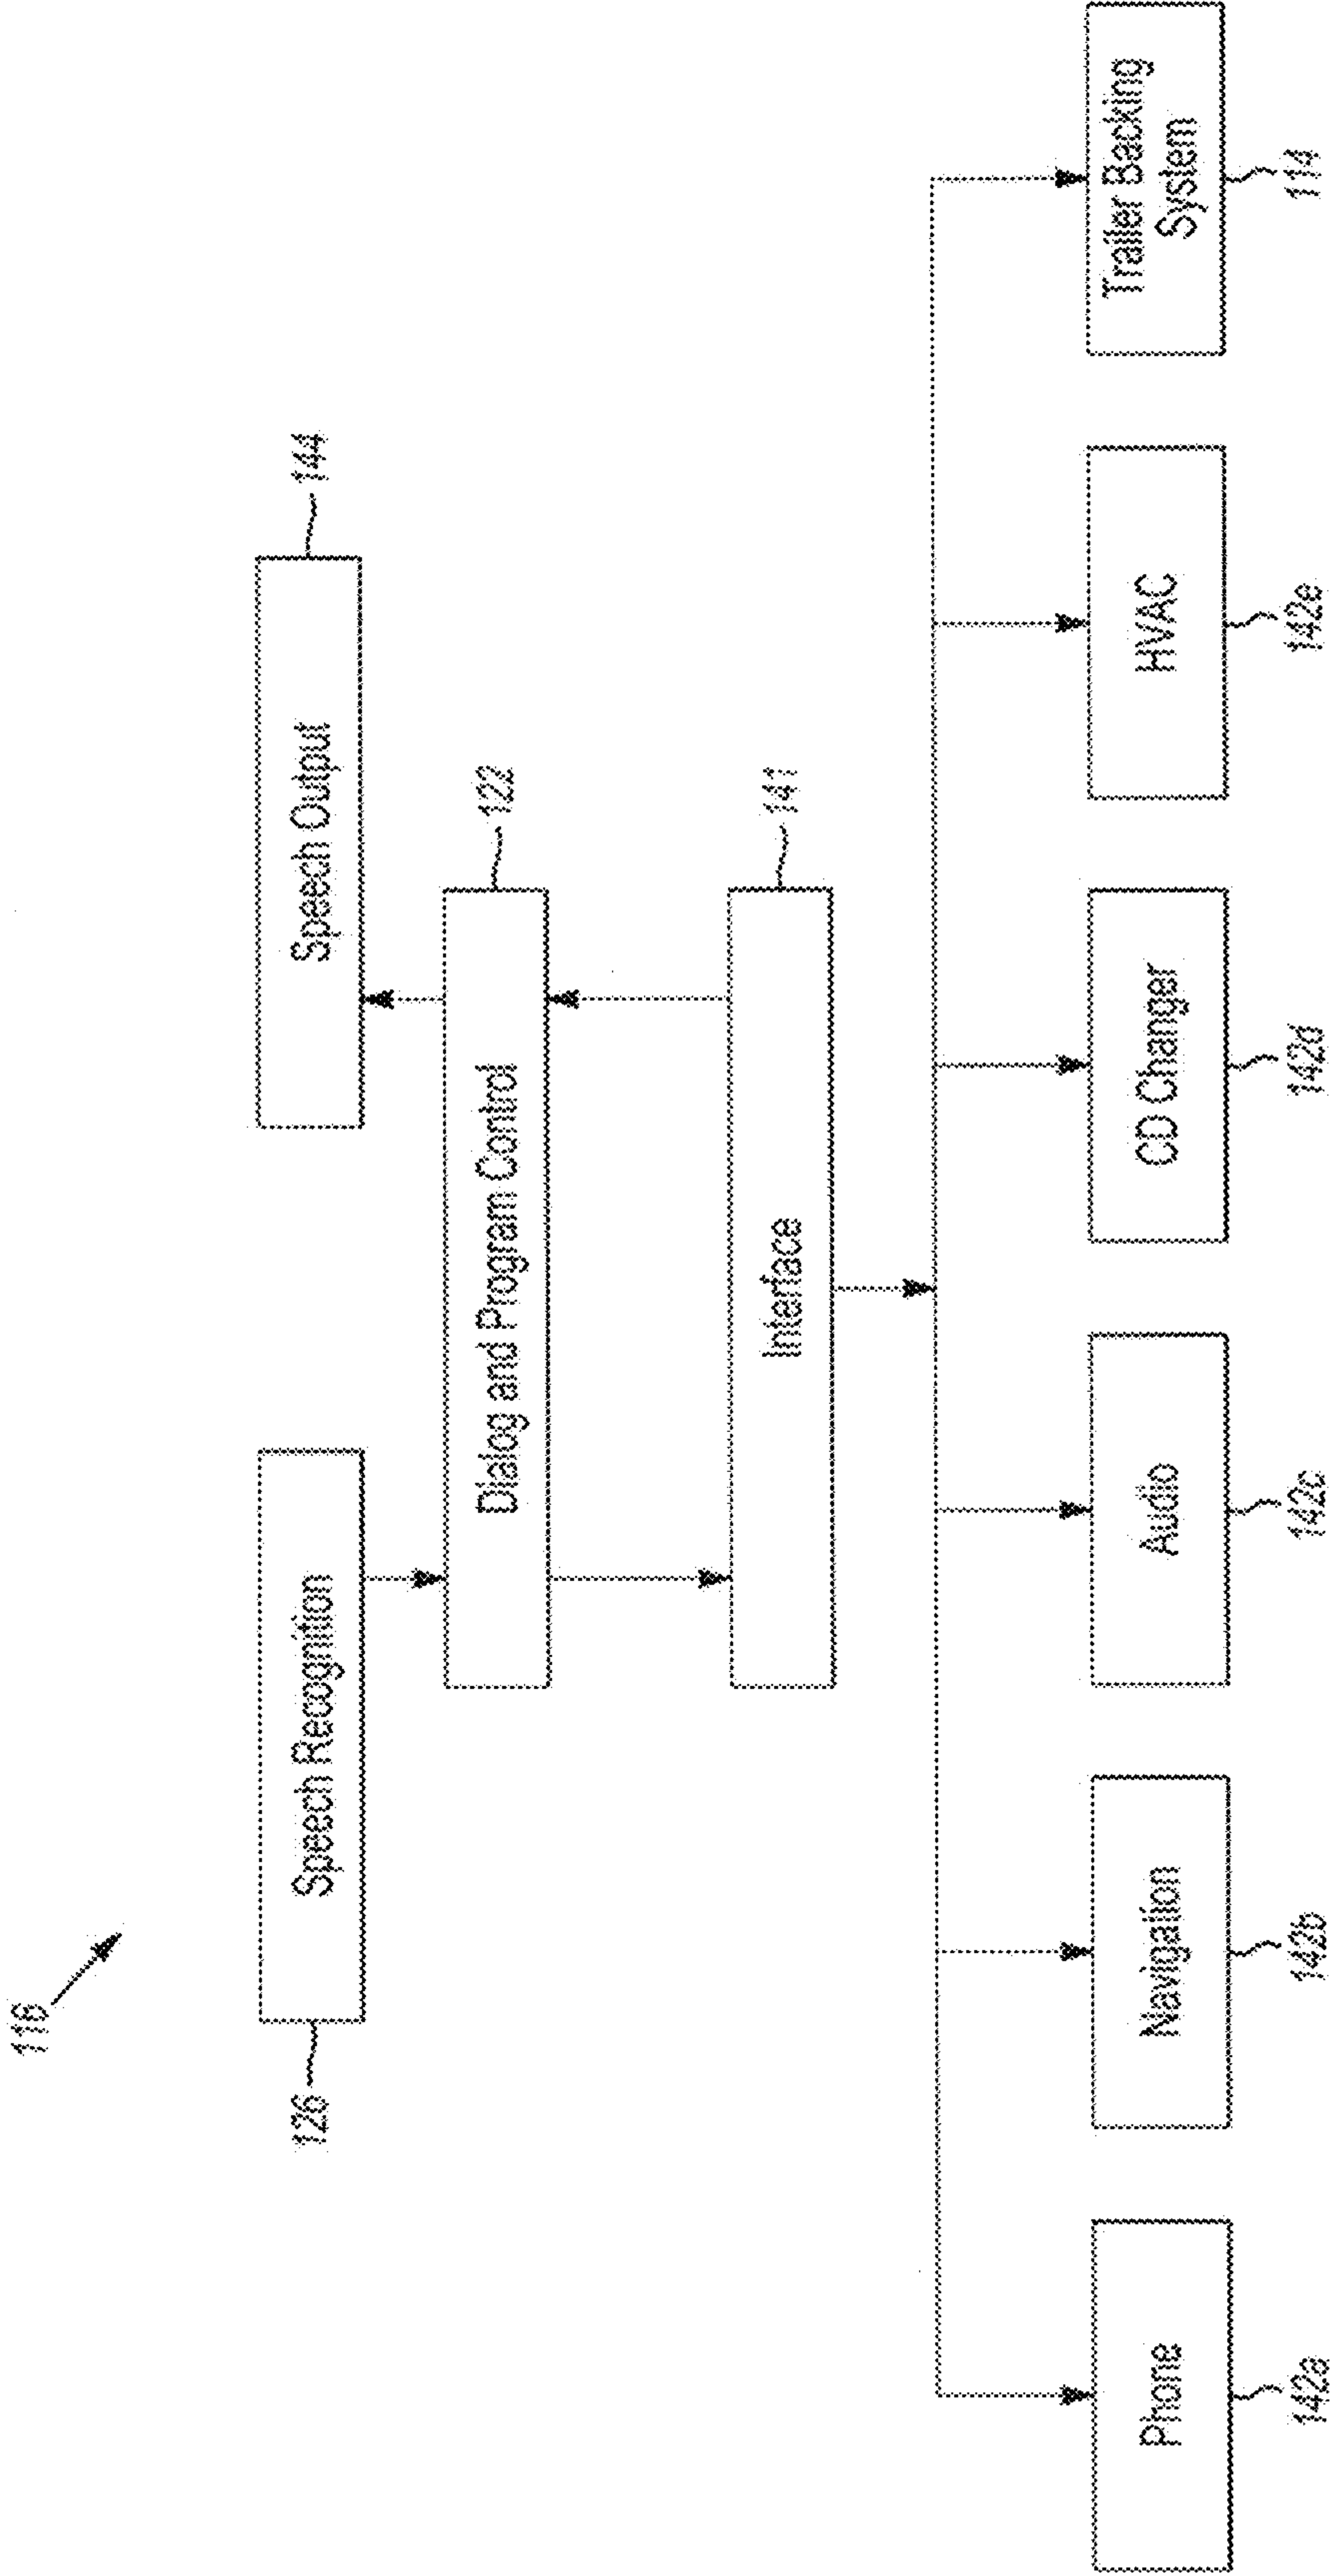 116
126
Speech Recognition
Speech Output
144
Dialog and Program Control
122
Interface
141
Phone
Navigation
Audio
CD Changer
HVAC
Trailer Backing
System
142a
142b
142c
142d
142e
114